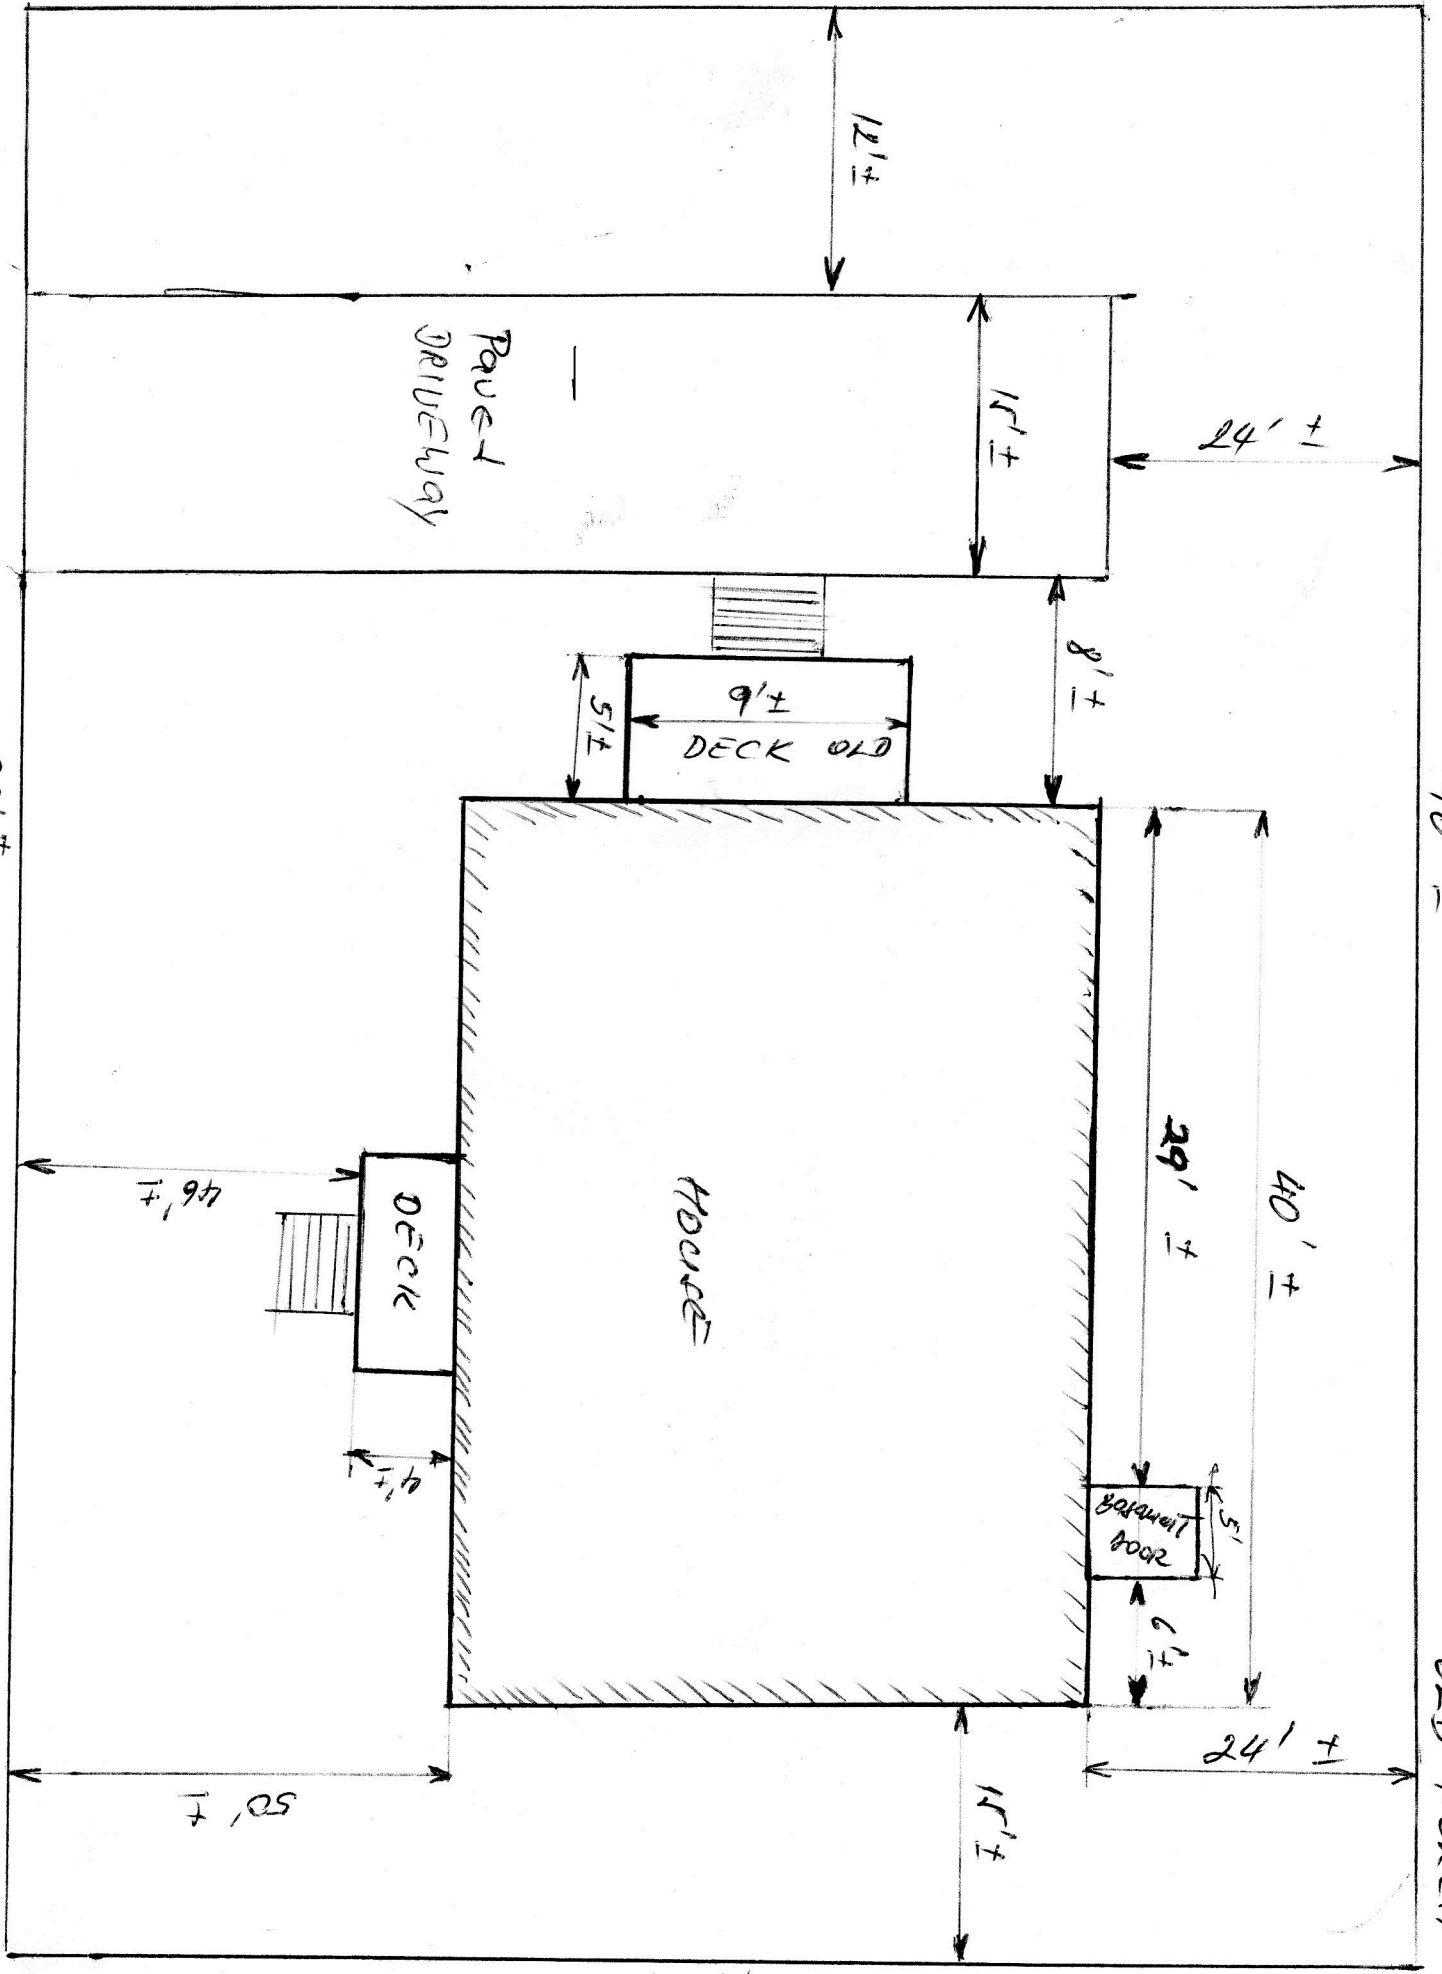 12'±
15'±
24' ±
Paved
DRIVEWAY
8'±
5'±
9'±
DECK OLD
29' ±
40' ±
HOUSE
46'±
DECK
4'±
Basement
DOOR
5'
6'±
24' ±
50' ±
15'±